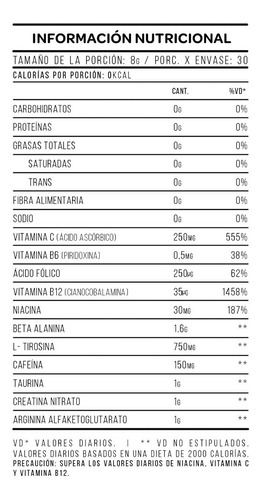 INFORMACIÓN NUTRICIONAL
TAMAÑO DE LA PORCIÓN: 8G / PORC. X ENVASE: 30
CALORÍAS POR PORCIÓN: 0KCAL
CANT. %VD*
CARBOHIDRATOS 0G 0%
PROTEÍNAS 0G 0%
GRASAS TOTALES 0G 0%
SATURADAS 0G 0%
TRANS 0G 0%
FIBRA ALIMENTARIA 0G 0%
SODIO 0G 0%
VITAMINA C (ÁCIDO ASCÓRBICO) 250MG 555%
VITAMINA B6 (PIRIDOXINA) 0,5MG 38%
ÁCIDO FÓLICO 250MG 62%
VITAMINA B12 (CIANOCOBALAMINA) 35MG 1458%
NIACINA 30MG 187%
BETA ALANINA 1.6G **
L- TIROSINA 750MG **
CAFEÍNA 150MG **
TAURINA 1G **
CREATINA NITRATO 1G **
ARGININA ALFAKETOGLUTARATO 1G **
VD* VALORES DIARIOS. | ** VD NO ESTIPULADOS.
VALORES DIARIOS BASADOS EN UNA DIETA DE 2000 CALORÍAS.
PRECAUCIÓN: SUPERA LOS VALORES DIARIOS DE NIACINA, VITAMINA C
Y VITAMINA B12.